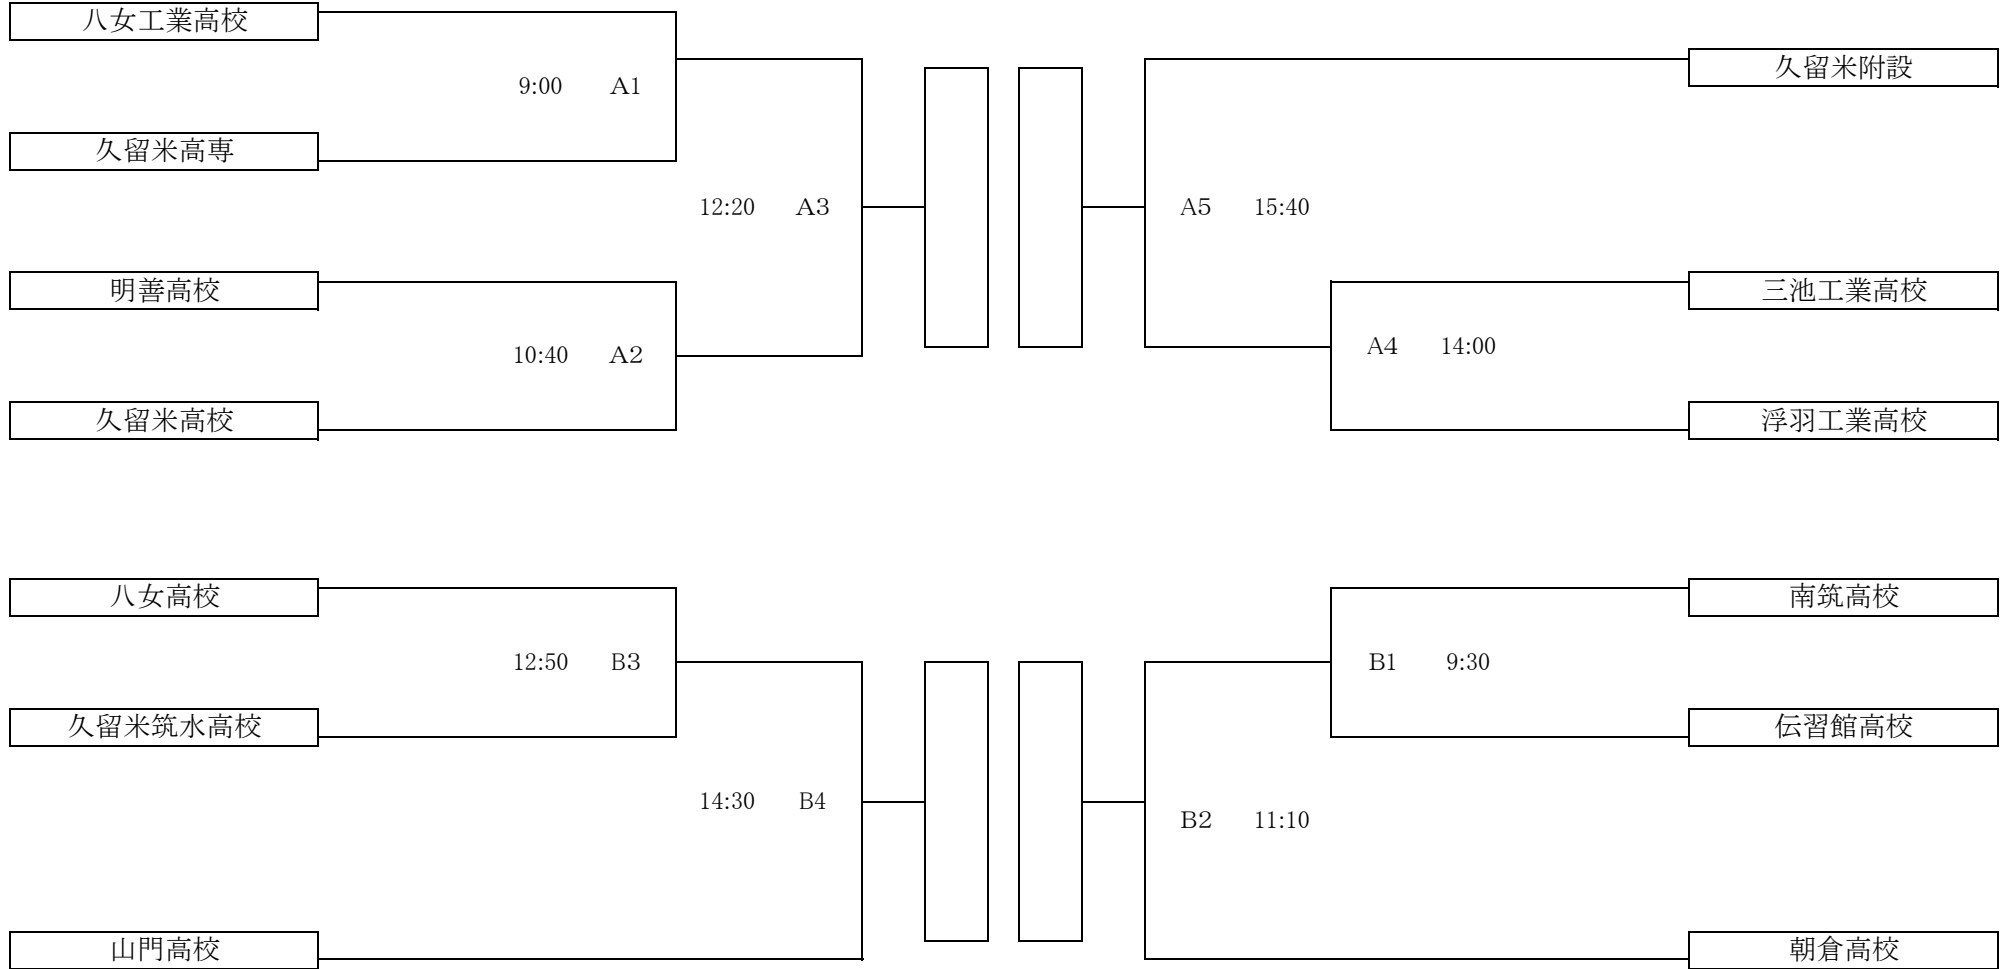 八女工業高校
9:00 A1
久留米高専
12:20 A3
明善高校
10:40 A2
久留米高校
久留米附設
A5 15:40
三池工業高校
A4 14:00
浮羽工業高校
八女高校
12:50 B3
久留米筑水高校
14:30 B4
山門高校
南筑高校
B1 9:30
伝習館高校
B2 11:10
朝倉高校